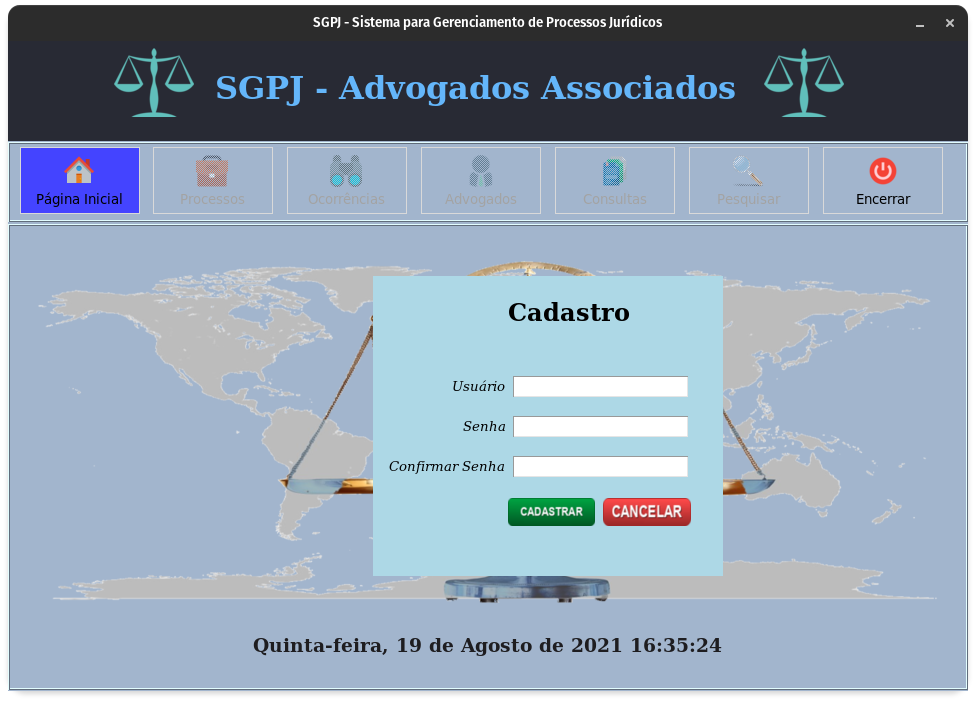 SGPJ - Sistema para Gerenciamento de Processos Jurídicos
SGPJ - Advogados Associados
Página Inicial
Processos
Ocorrências
Advogados
Consultas
Pesquisar
Encerrar
Cadastro
Usuário
Senha
Confirmar Senha
CADASTRAR CANCELAR
Quinta-feira, 19 de Agosto de 2021 16:35:24